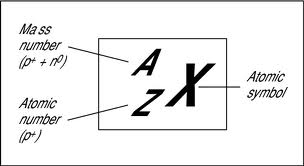 Mass
number
(p⁺ + n⁰)
A
Z
X
Atomic
symbol
Atomic
number
(p⁺)